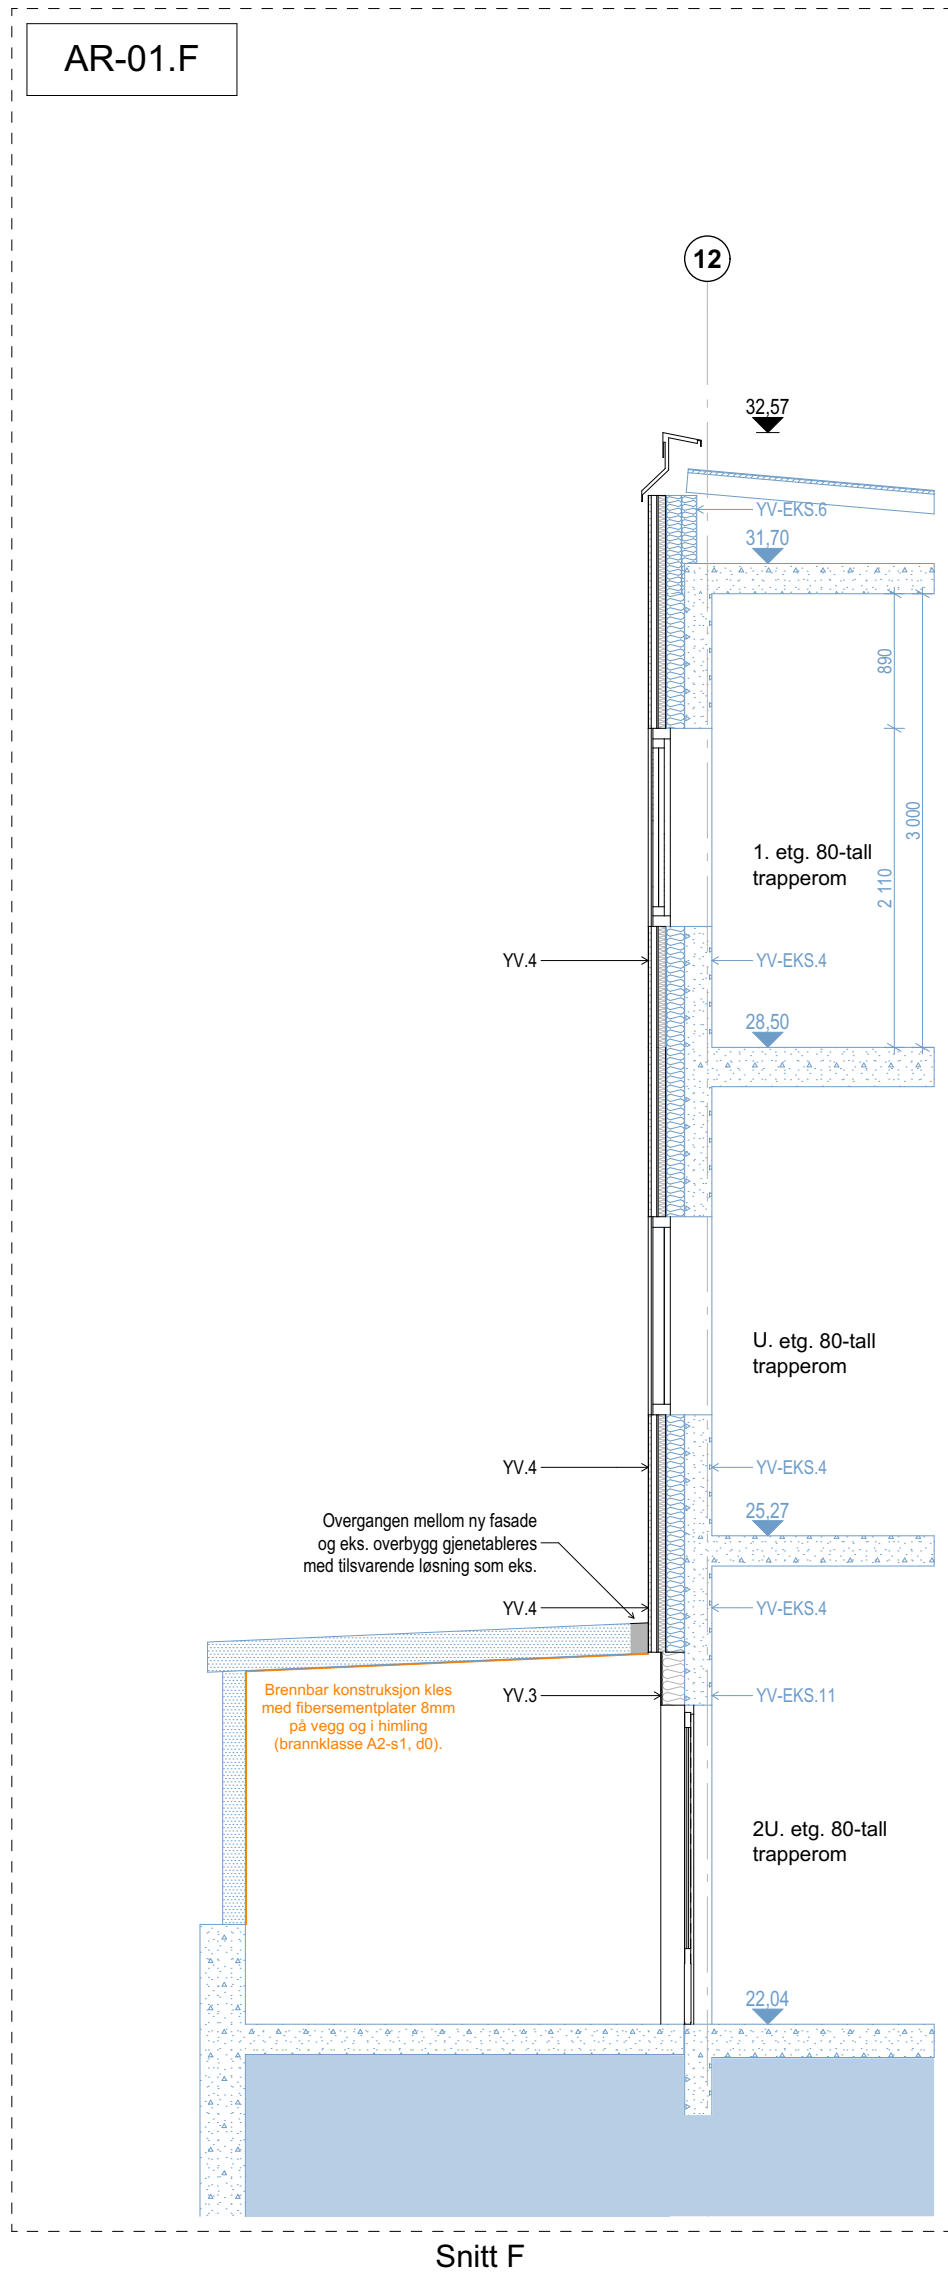 AR-01.F
12
32,57
YV-EKS.6
31,70
890
3 000
2 110
1. etg. 80-tall
trapperom
YV.4
YV-EKS.4
28,50
U. etg. 80-tall
trapperom
YV.4
YV-EKS.4
25,27
Overgangen mellom ny fasade
og eks. overbygg gjenetableres
med tilsvarende løsning som eks.
YV.4
YV-EKS.4
Brennbar konstruksjon kles
med fibersementplater 8mm
på vegg og i himling
(brannklasse A2-s1, d0).
YV.3
YV-EKS.11
2U. etg. 80-tall
trapperom
22,04
Snitt F